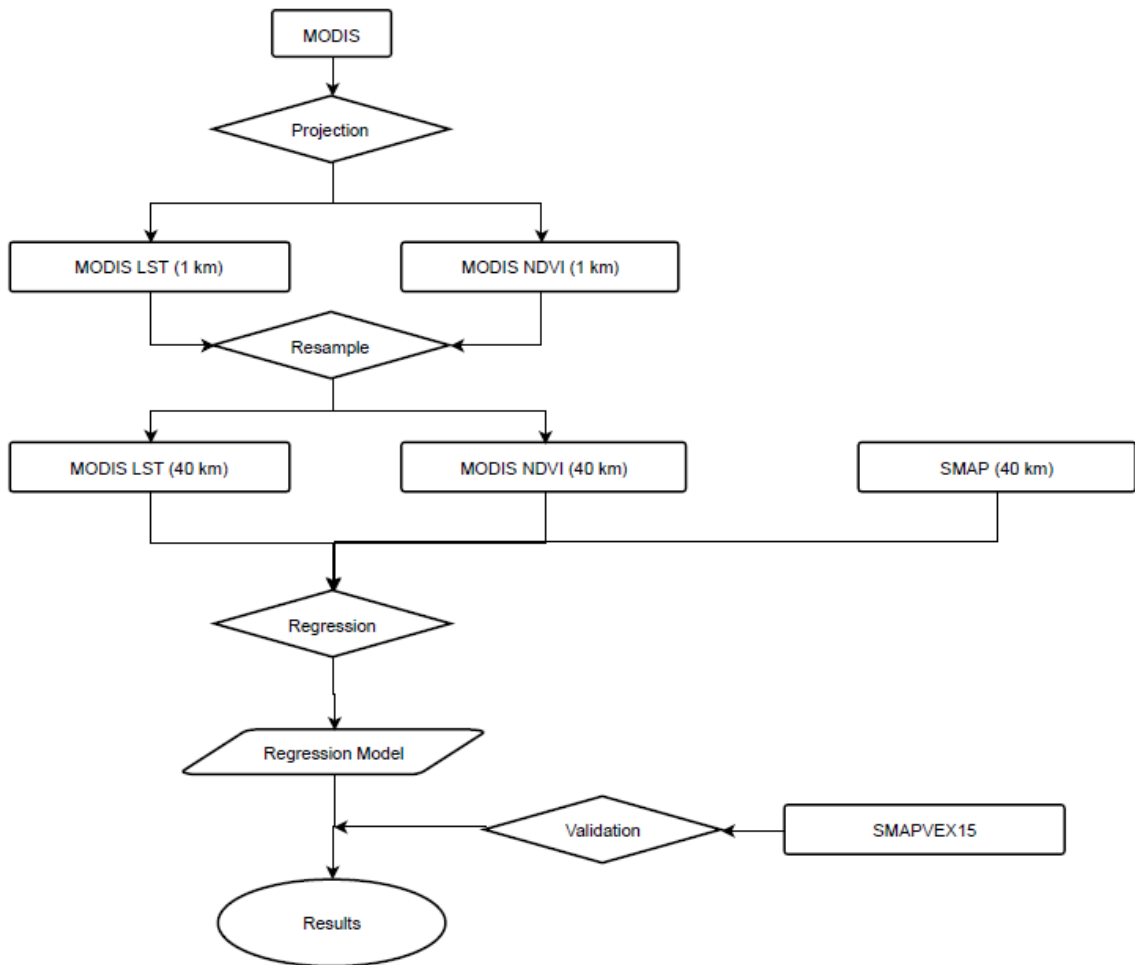 MODIS
Projection
MODIS LST (1 km)
MODIS NDVI (1 km)
Resample
MODIS LST (40 km)
MODIS NDVI (40 km)
SMAP (40 km)
Regression
Regression Model
Validation
SMAPVEX15
Results